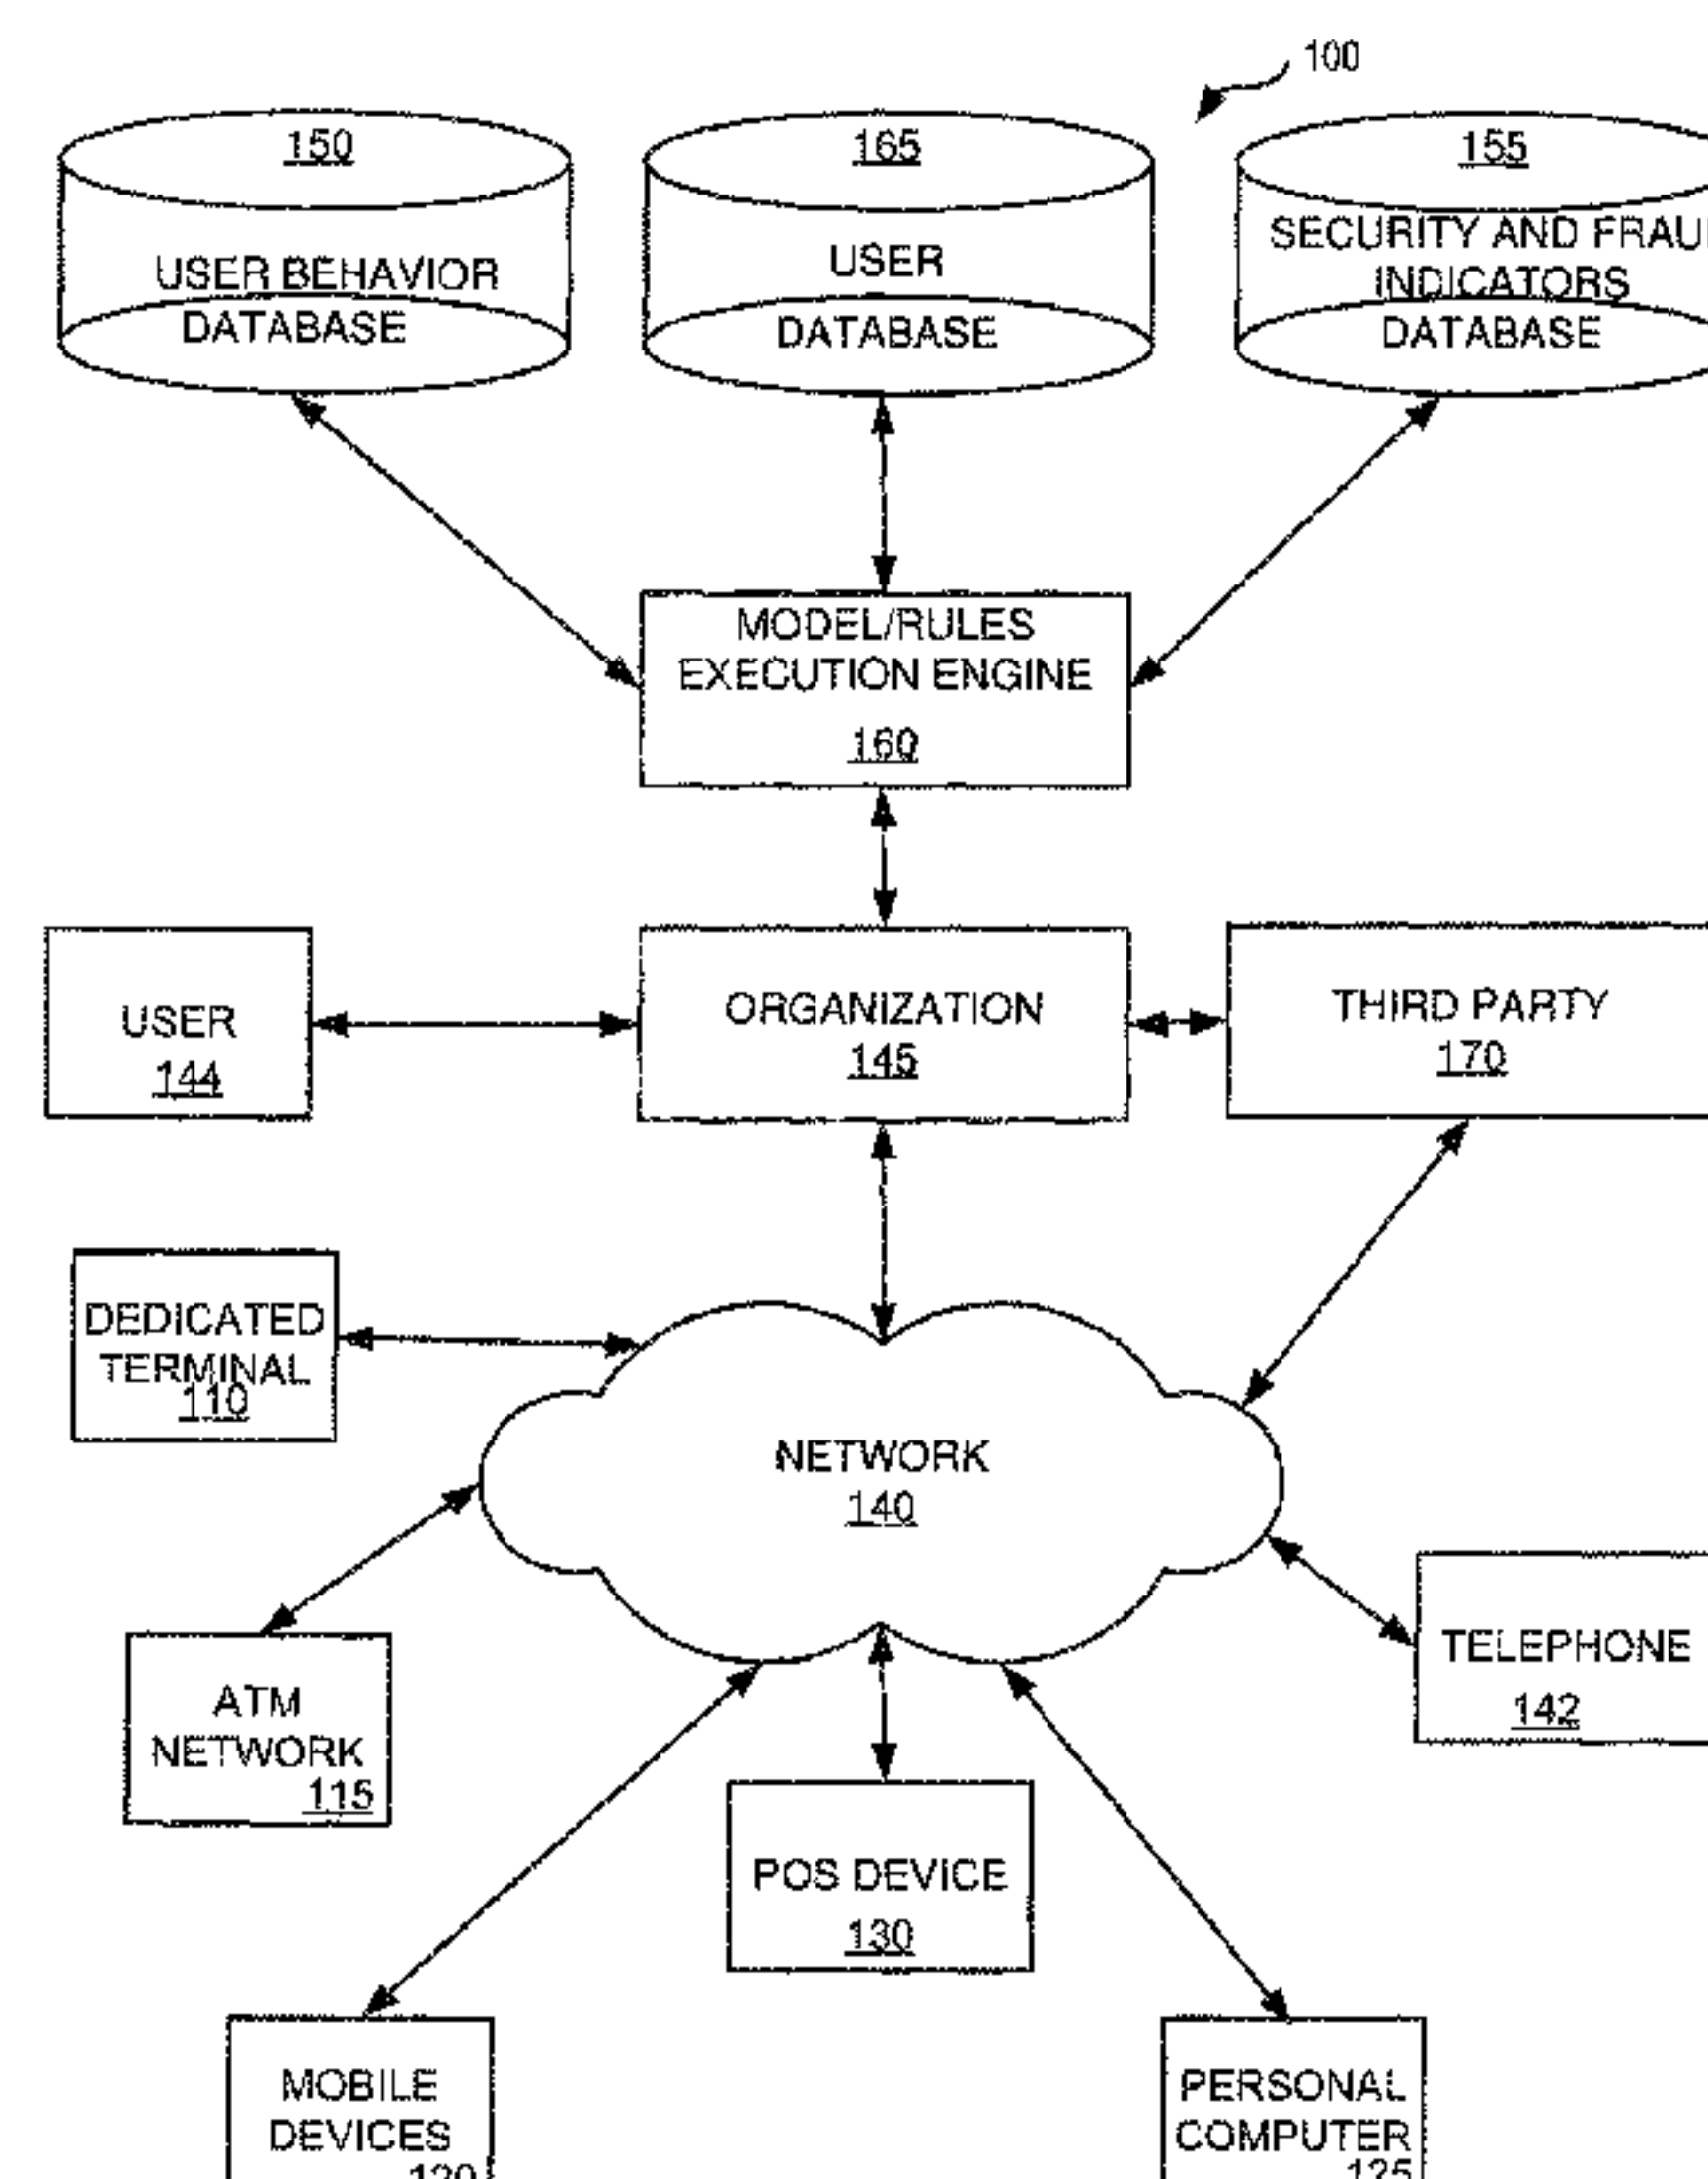 100
150
165
155
USER BEHAVIOR
DATABASE
USER
DATABASE
SECURITY AND
INDICATORS
DATABASE
MODEL/RULES
EXECUTION ENGINE
160
USER
144
ORGANIZATION
145
THIRD PARTY
170
DEDICATED
TERMINAL
110
NETWORK
140
TELEPHONE
142
ATM
NETWORK
115
POS DEVICE
130
MOBILE
DEVICES
PERSONAL
COMPUTER